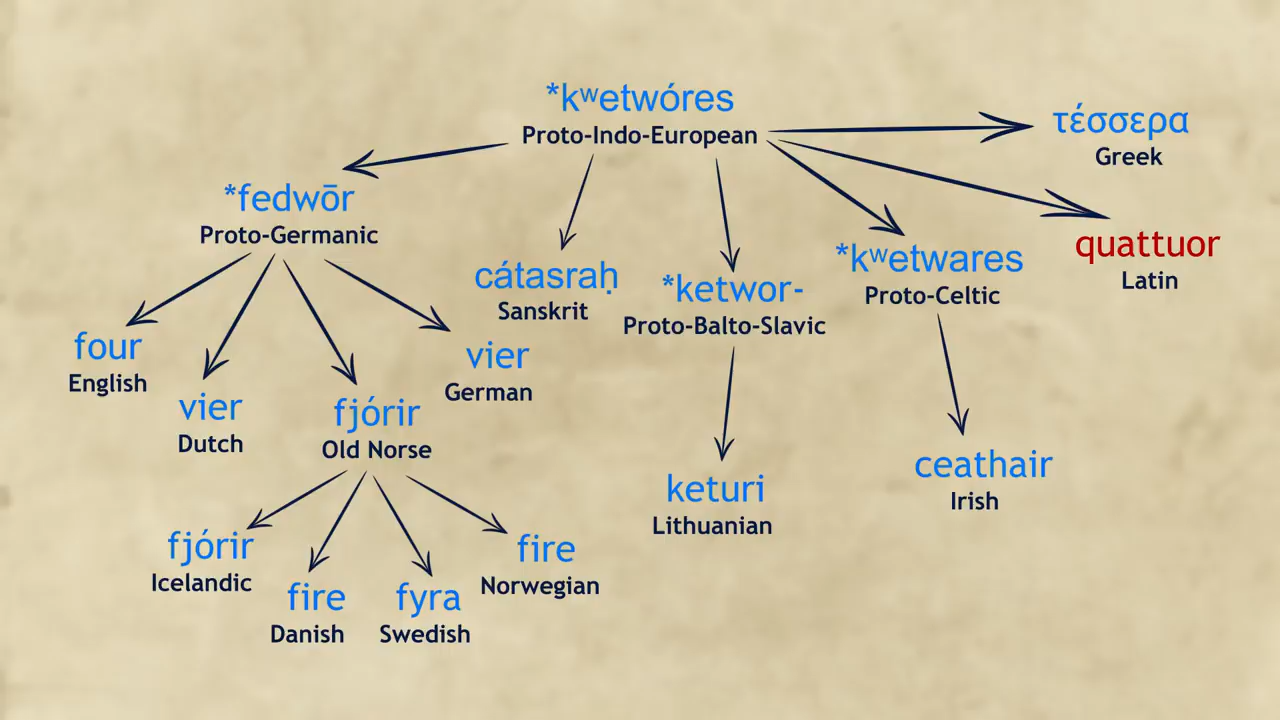 *kʷetwóres
Proto-Indo-European
τέσσερα
Greek
*fedwōr
Proto-Germanic
quattuor
Latin
cátasraḥ
Sanskrit
*ketwor-
Proto-Balto-Slavic
*kʷetwares
Proto-Celtic
four
English
vier
Dutch
fjórir
Old Norse
vier
German
keturi
Lithuanian
ceathair
Irish
fjórir
Icelandic
fire
Danish
fyra
Swedish
fire
Norwegian